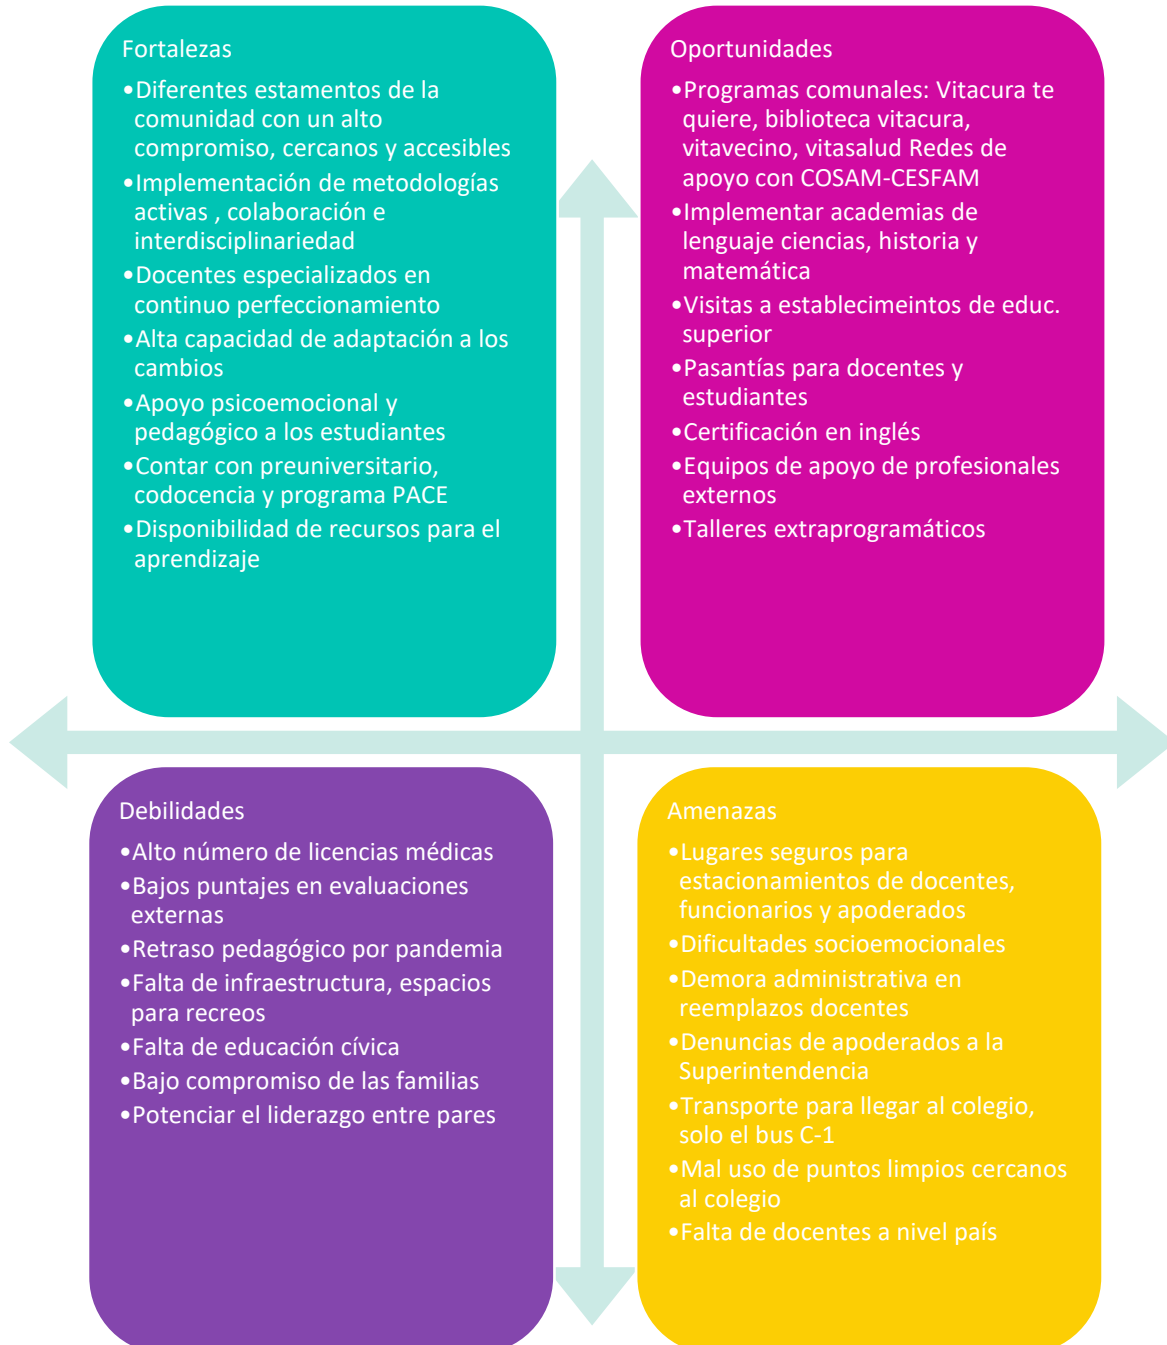 Fortalezas
•Diferentes estamentos de la
comunidad con un alto
compromiso, cercanos y accesibles
•Implementación de metodologías
activas , colaboración e
interdisciplinariedad
•Docentes especializados en
continuo perfeccionamiento
•Alta capacidad de adaptación a los
cambios
•Apoyo psicoemocional y
pedagógico a los estudiantes
•Contar con preuniversitario,
codocencia y programa PACE
•Disponibilidad de recursos para el
aprendizaje
Oportunidades
•Programas comunales: Vitacura te
quiere, biblioteca vitacura,
vitavecino, vitasalud Redes de
apoyo con COSAM-CESFAM
•Implementar academias de
lenguaje ciencias, historia y
matemática
•Visitas a establecimeintos de educ.
superior
•Pasantías para docentes y
estudiantes
•Certificación en inglés
•Equipos de apoyo de profesionales
externos
•Talleres extraprogramáticos
Debilidades
•Alto número de licencias médicas
•Bajos puntajes en evaluaciones
externas
•Retraso pedagógico por pandemia
•Falta de infraestructura, espacios
para recreos
•Falta de educación cívica
•Bajo compromiso de las familias
•Potenciar el liderazgo entre pares
Amenazas
•Lugares seguros para
estacionamientos de docentes,
funcionarios y apoderados
•Dificultades socioemocionales
•Demora administrativa en
reemplazos docentes
•Denuncias de apoderados a la
Superintendencia
•Transporte para llegar al colegio,
solo el bus C-1
•Mal uso de puntos limpios cercanos
al colegio
•Falta de docentes a nivel país